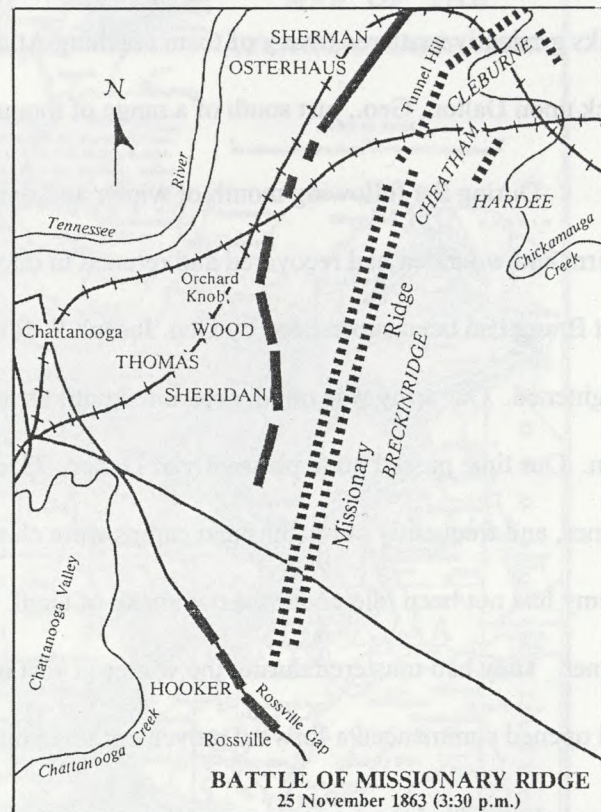 SHERMAN
OSTERHAUS
Tunnel Hill
CLEBURNE
N
River
Tennessee
CHEATHAM
HARDEE
Chickamauga
Creek
Orchard
Knob
Chattanooga
WOOD
THOMAS
SHERIDAN
Missionary
Ridge
BRECKINRIDGE
Chattanooga Valley
HOOKER
Rossville Gap
Rossville
Chattanooga Creek
BATTLE OF MISSIONARY RIDGE
25 November 1863 (3:30 p.m.)